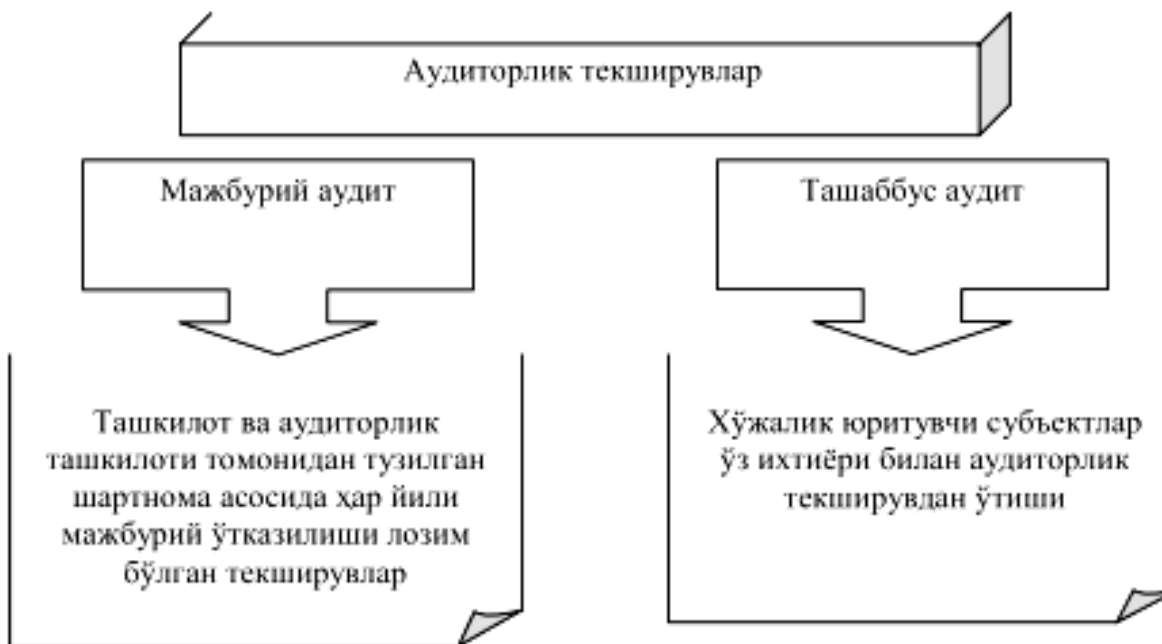 Аудиторлик текширувлар
Мажбурий аудит
Ташаббус аудит
Ташкилот ва аудиторлик
ташкилоти томонидан тузилган
шартнома асосида ҳар йили
мажбурий ўтказилиши лозим
бўлган текширувлар
Хўжалик юритувчи субъектлар
ўз ихтиёри билан аудиторлик
текширувдан ўтиши